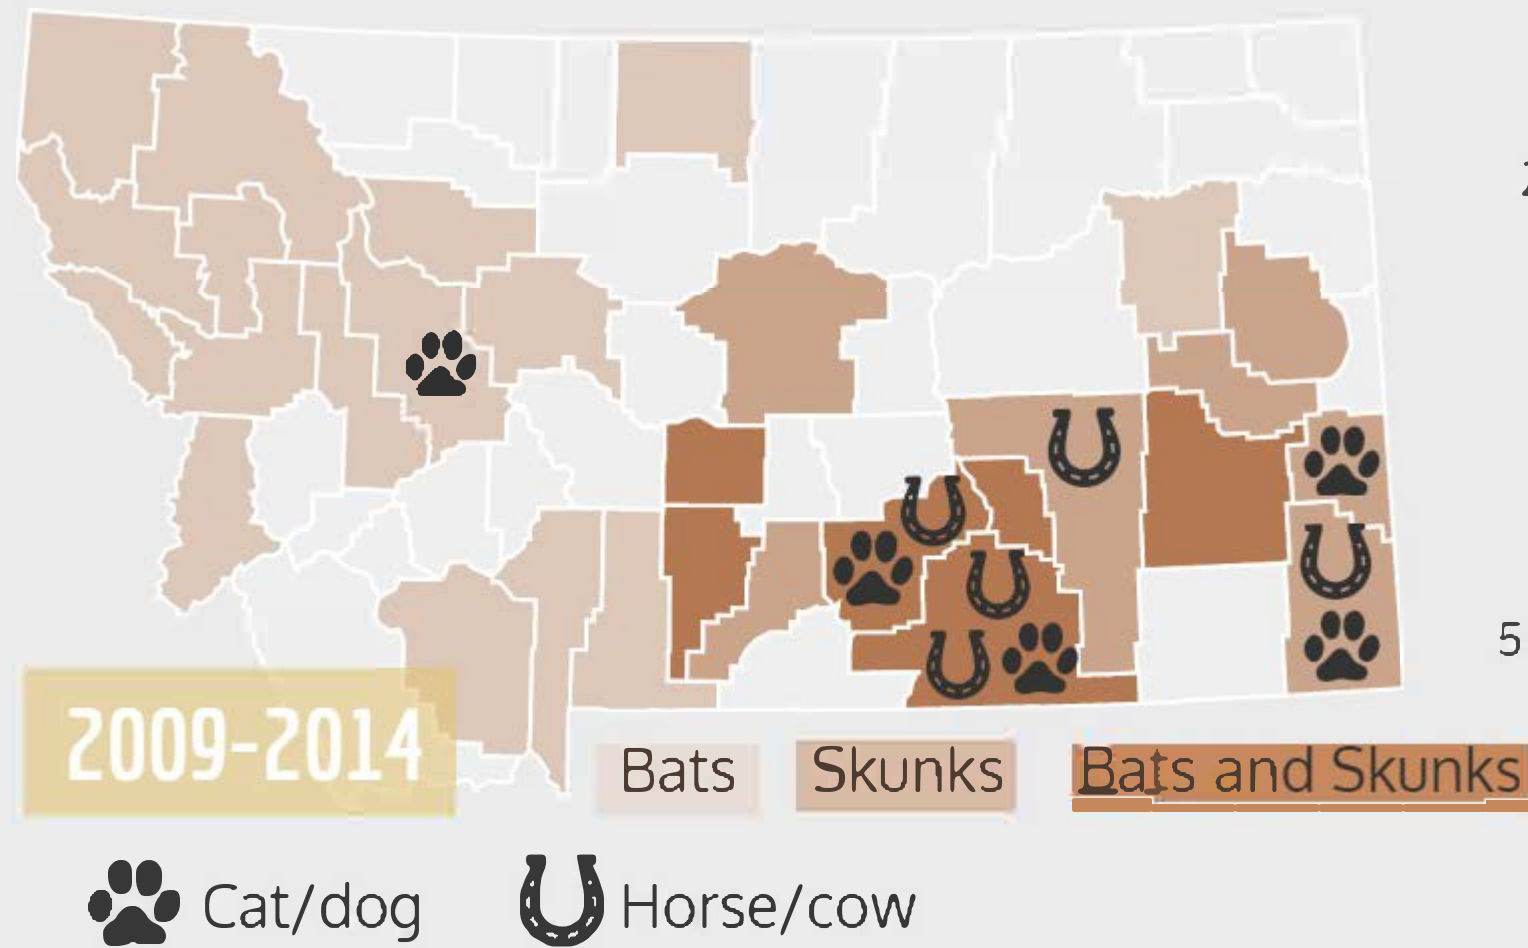 5
2009-2014
Bats
Skunks
Bats and Skunks
Cat/dog
Horse/cow